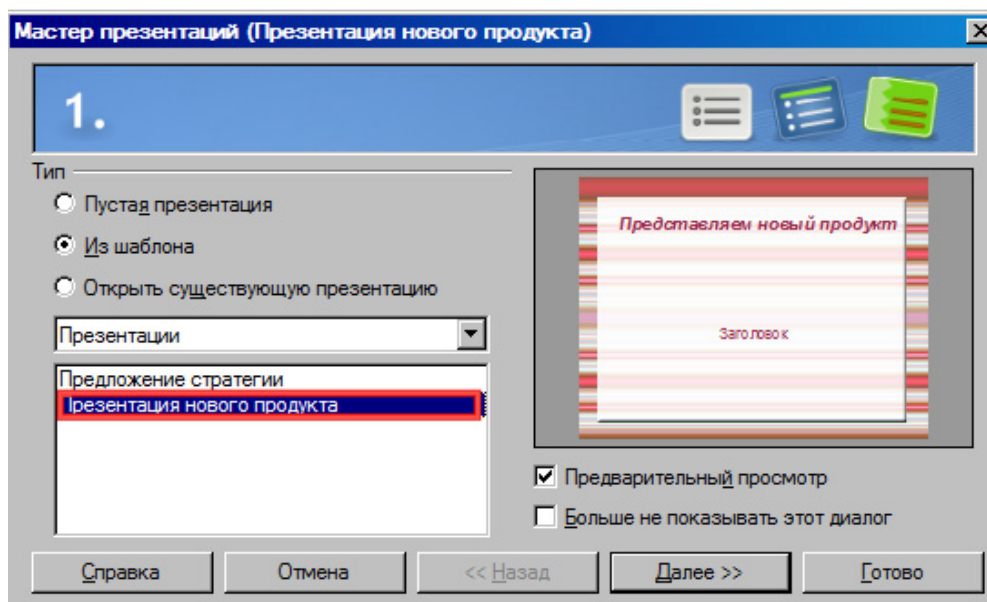 Мастер презентаций (Презентация нового продукта)
1.
Тип
Пустая презентация
Из шаблона
Открыть существующую презентацию
Презентации
Предложение стратегии
Презентация нового продукта
Представляем новый продукт
Заголовок
Предварительный просмотр
Больше не показывать этот диалог
Справка
Отмена
<< Назад
Далее >>
Готово